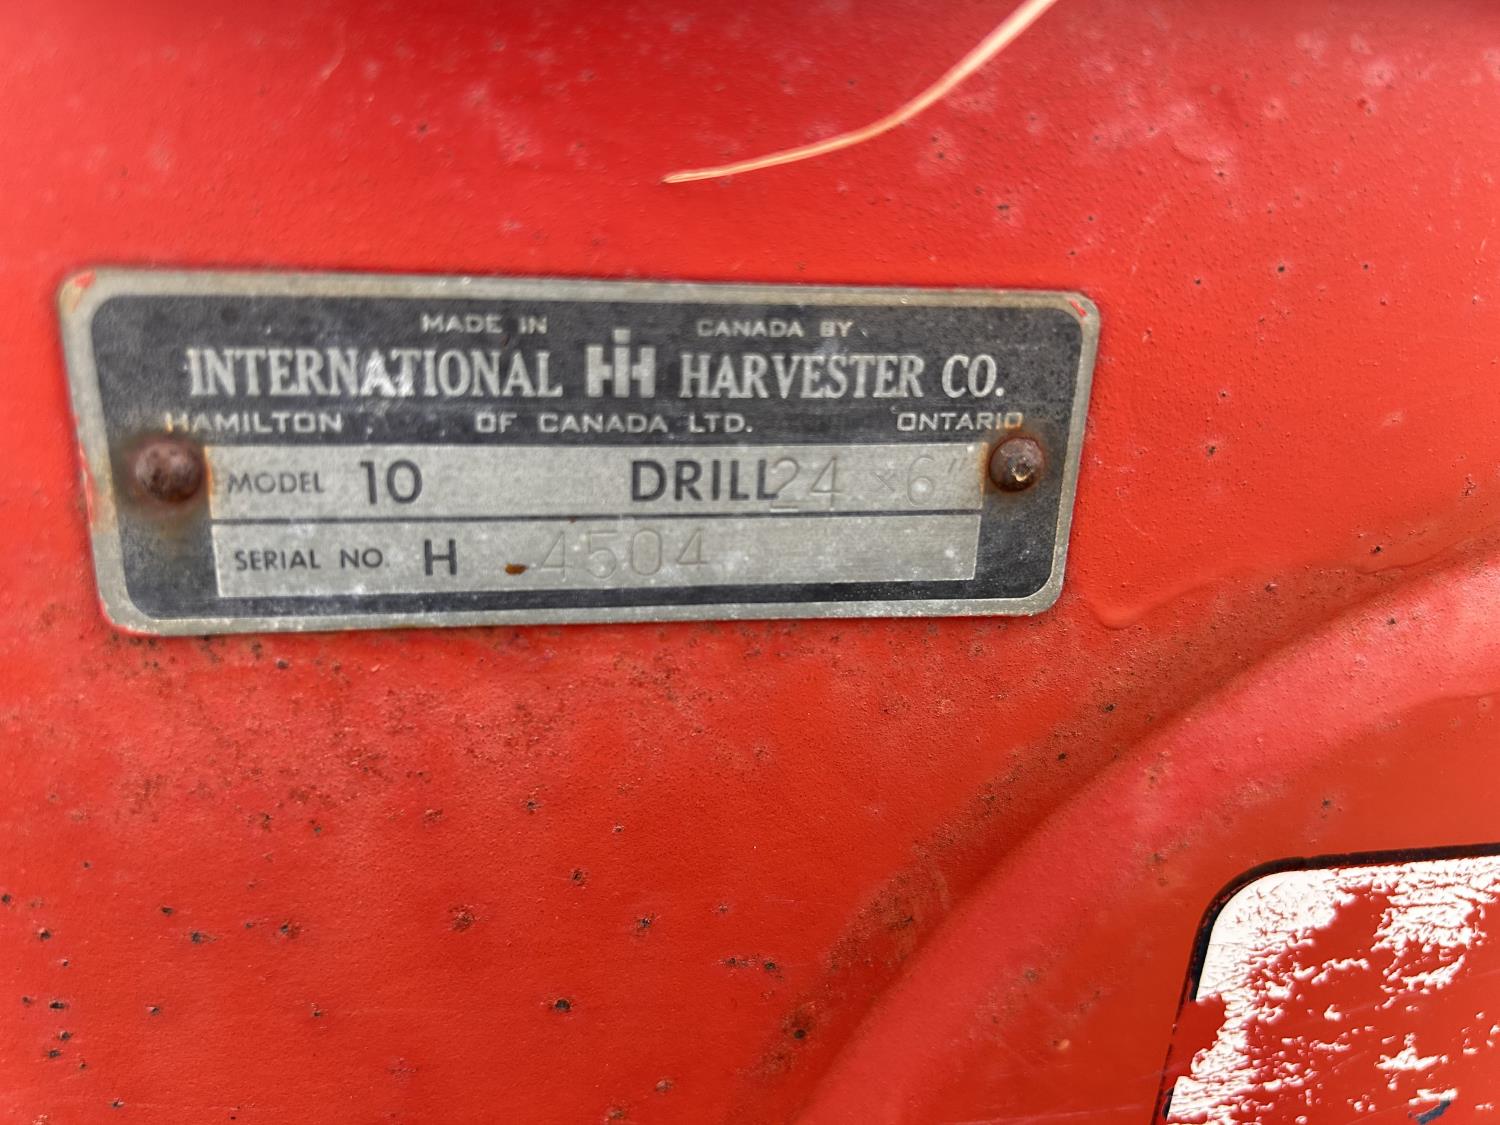 MADE IN CANADA BY
INTERNATIONAL IH HARVESTER CO.
HAMILTON OF CANADA LTD. ONTARIO
MODEL 10 DRILL 24 x 6"
SERIAL NO. H 4504